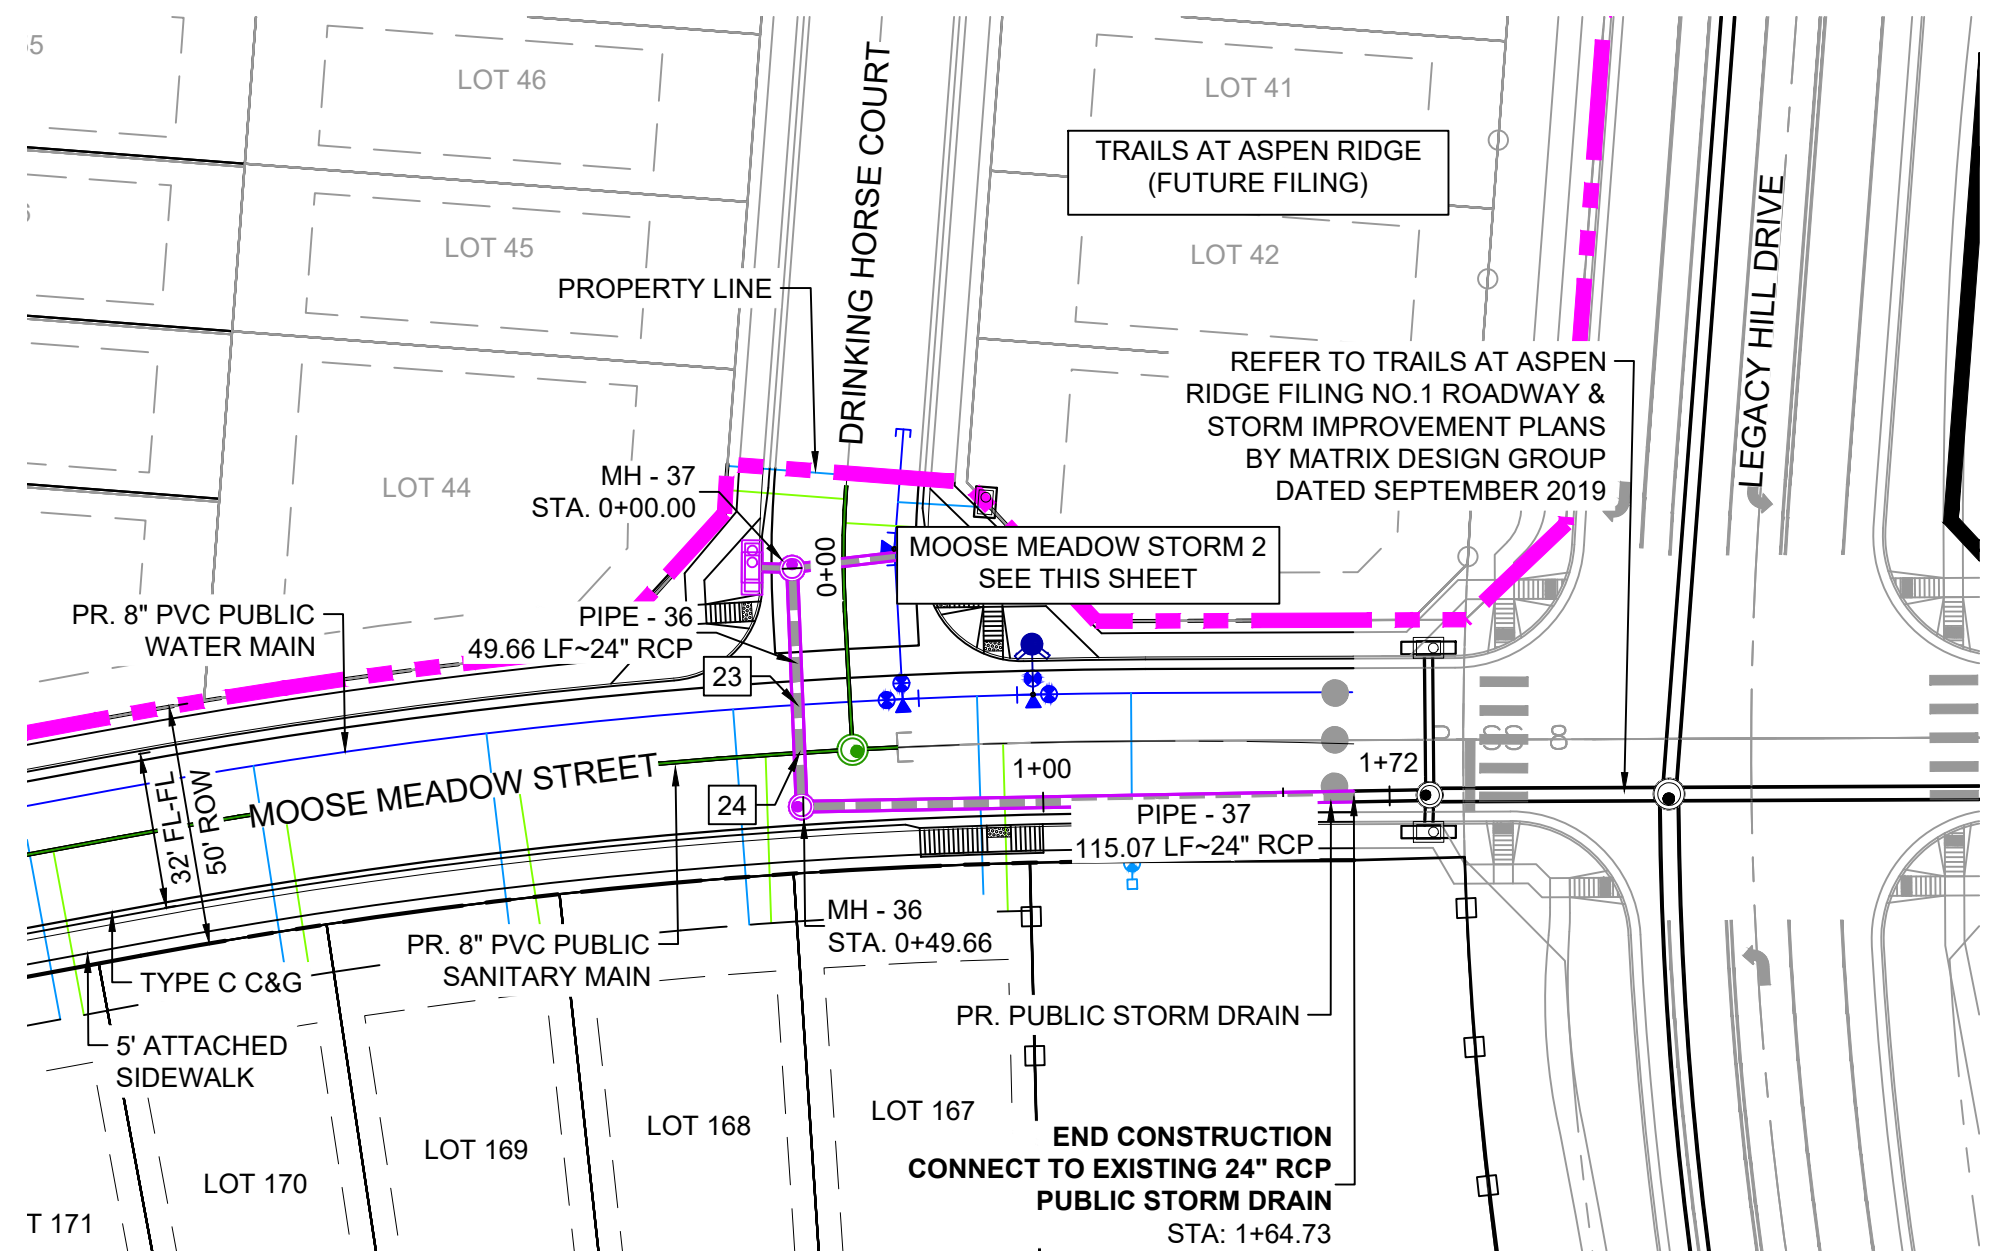 LOT 46
LOT 41
DRINKING HORSE COURT
TRAILS AT ASPEN RIDGE
(FUTURE FILING)
LOT 45
LOT 42
LEGACY HILL DRIVE
PROPERTY LINE
REFER TO TRAILS AT ASPEN
RIDGE FILING NO.1 ROADWAY &
STORM IMPROVEMENT PLANS
BY MATRIX DESIGN GROUP
DATED SEPTEMBER 2019
LOT 44
MH - 37
STA. 0+00.00
0+00
MOOSE MEADOW STORM 2
SEE THIS SHEET
PR. 8" PVC PUBLIC
WATER MAIN
PIPE - 36
49.66 LF~24" RCP
23
MOOSE MEADOW STREET
32' FL-FL
50' ROW
24
1+00
1+72
PIPE - 37
115.07 LF~24" RCP
MH - 36
STA. 0+49.66
PR. 8" PVC PUBLIC
SANITARY MAIN
TYPE C C&G
5' ATTACHED
SIDEWALK
PR. PUBLIC STORM DRAIN
LOT 167
LOT 168
LOT 169
LOT 170
T 171
END CONSTRUCTION
CONNECT TO EXISTING 24" RCP
PUBLIC STORM DRAIN
STA: 1+64.73